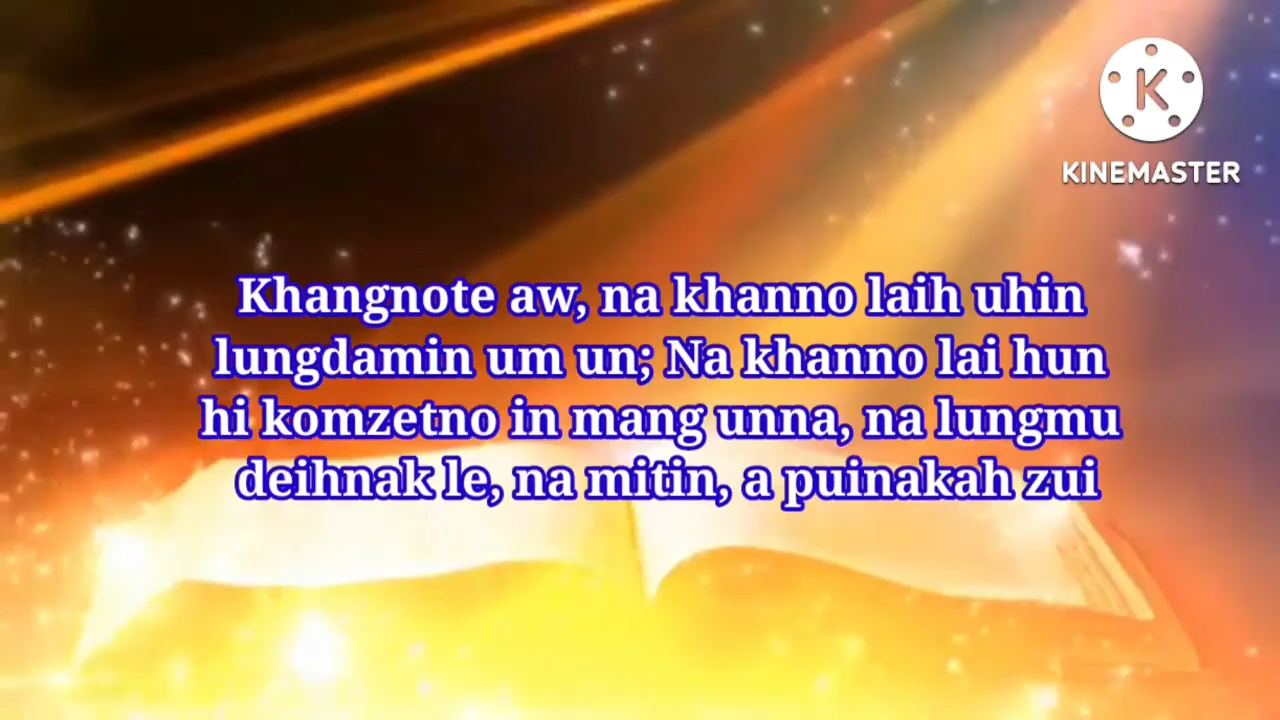 KINEMASTER
Khangnote aw, na khanno laih uhin
lungdamin um un; Na khanno lai hun
hi komzetno in mang unna, na lungmu
deihnak le, na mitin, a puinakah zui